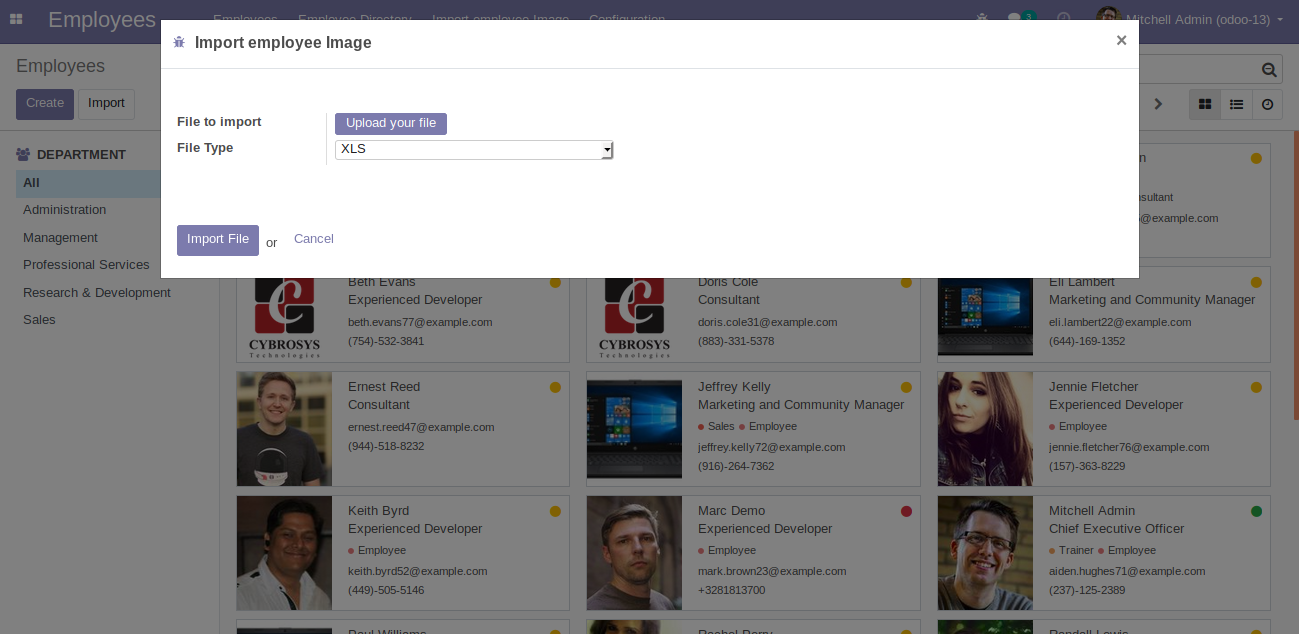 Employees Employees Employee Directory Import employee Image Configuration 3 Mitchell Admin (odoo-13)
Import employee Image
×
Employees
Create Import
File to import Upload your file
File Type XLS
Import File or Cancel
DEPARTMENT
All
Administration
Management
Professional Services
Research & Development
Sales
@example.com
Beth Evans
Experienced Developer
beth.evans77@example.com
(754)-532-3841
CYBROSYS
Technologies
Doris Cole
Consultant
doris.cole31@example.com
(883)-331-5378
CYBROSYS
Technologies
Eli Lambert
Marketing and Community Manager
eli.lambert22@example.com
(644)-169-1352
Ernest Reed
Consultant
ernest.reed47@example.com
(944)-518-8232
Jeffrey Kelly
Marketing and Community Manager
Sales Employee
jeffrey.kelly72@example.com
(916)-264-7362
Jennie Fletcher
Experienced Developer
Employee
jennie.fletcher76@example.com
(157)-363-8229
Keith Byrd
Experienced Developer
Employee
keith.byrd52@example.com
(449)-505-5146
Marc Demo
Experienced Developer
Employee
mark.brown23@example.com
+3281813700
Mitchell Admin
Chief Executive Officer
Trainer Employee
aiden.hughes71@example.com
(237)-125-2389
Paul Williams
Rachel Perry
Randall Lewis